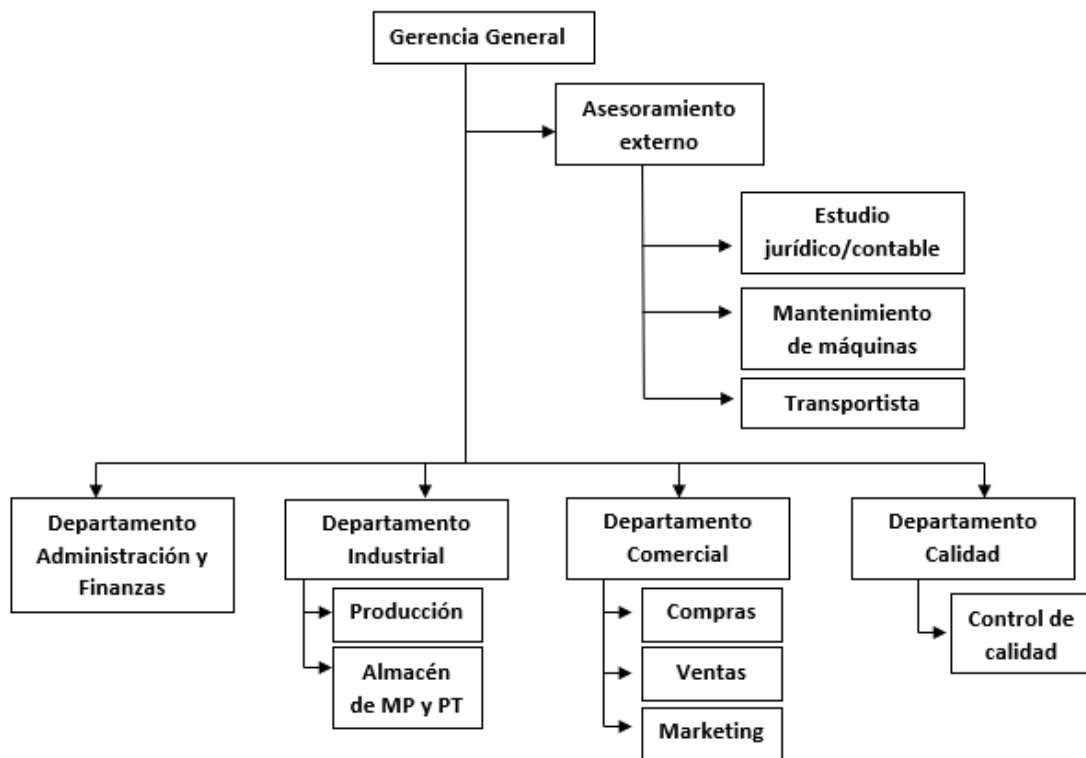 Gerencia General
Asesoramiento
externo
Estudio
jurídico/contable
Mantenimiento
de máquinas
Transportista
Departamento
Administración y
Finanzas
Departamento
Industrial
Producción
Almacén
de MP y PT
Departamento
Comercial
Compras
Ventas
Marketing
Departamento
Calidad
Control de
calidad